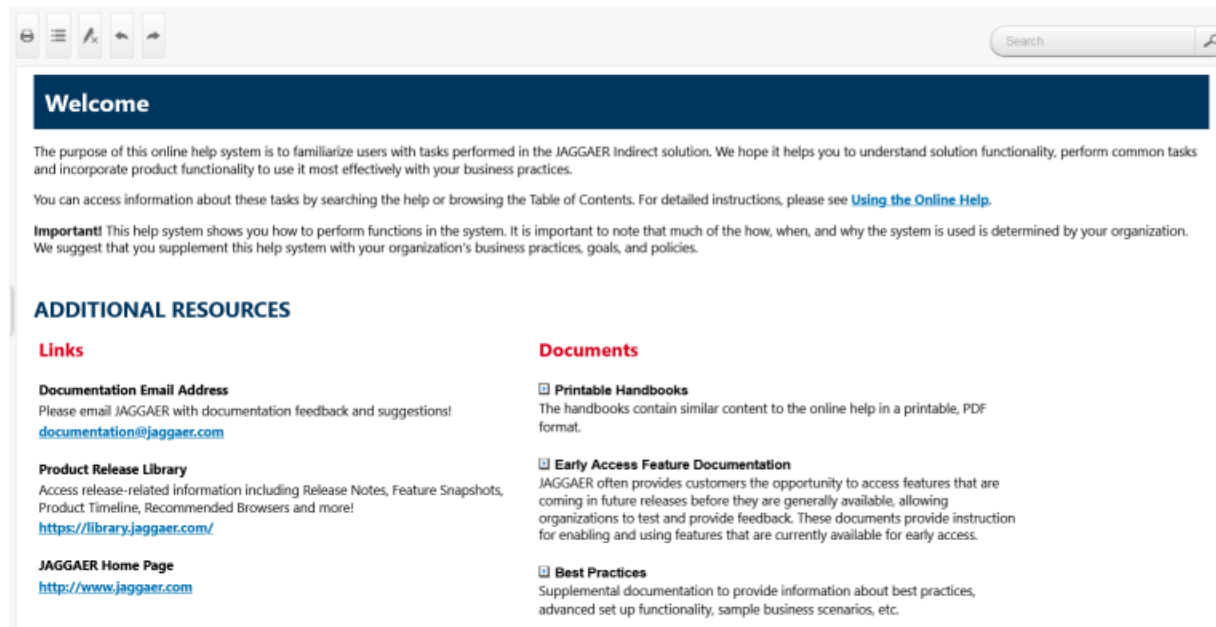 Search
Welcome
The purpose of this online help system is to familiarize users with tasks performed in the JAGGAER Indirect solution. We hope it helps you to understand solution functionality, perform common tasks
and incorporate product functionality to use it most effectively with your business practices.
You can access information about these tasks by searching the help or browsing the Table of Contents. For detailed instructions, please see Using the Online Help.
Important! This help system shows you how to perform functions in the system. It is important to note that much of the how, when, and why the system is used is determined by your organization.
We suggest that you supplement this help system with your organization's business practices, goals, and policies.
ADDITIONAL RESOURCES
Links
Documentation Email Address
Please email JAGGAER with documentation feedback and suggestions!
documentation@jaggaer.com
Product Release Library
Access release-related information including Release Notes, Feature Snapshots,
Product Timeline, Recommended Browsers and more!
https://library.jaggaer.com/
JAGGAER Home Page
http://www.jaggaer.com
Documents
Printable Handbooks
The handbooks contain similar content to the online help in a printable, PDF
format.
Early Access Feature Documentation
JAGGAER often provides customers the opportunity to access features that are
coming in future releases before they are generally available, allowing
organizations to test and provide feedback. These documents provide instruction
for enabling and using features that are currently available for early access.
Best Practices
Supplemental documentation to provide information about best practices,
advanced set up functionality, sample business scenarios, etc.